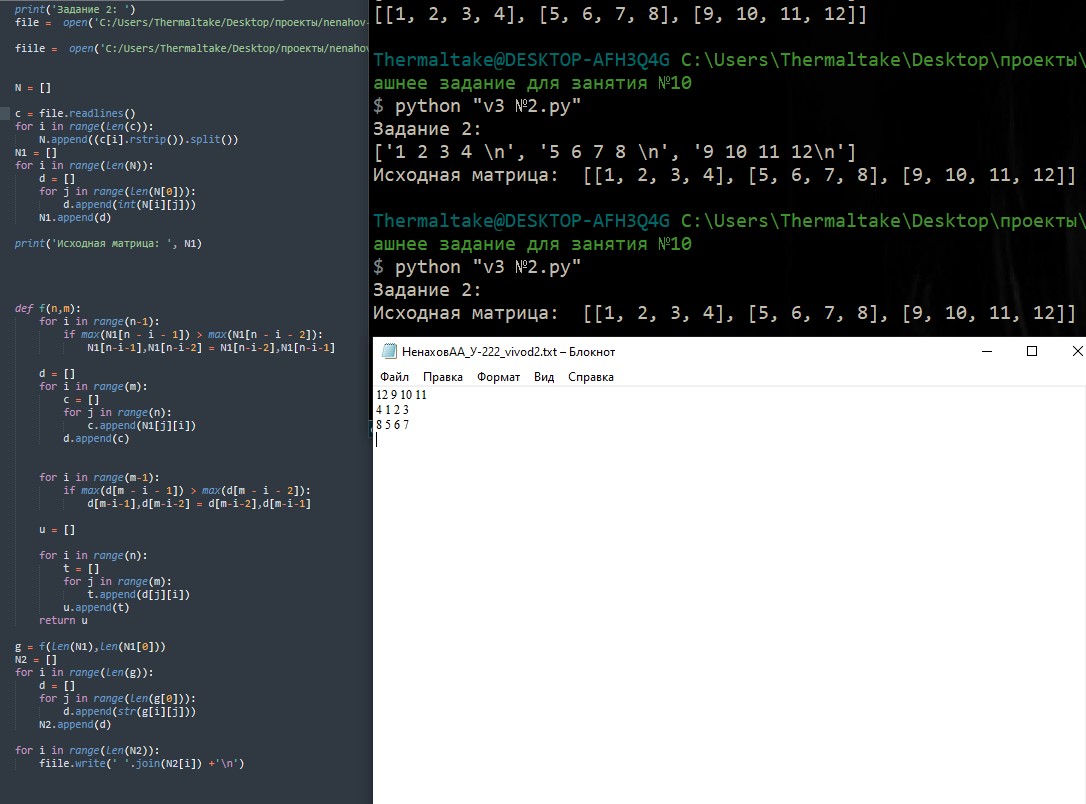 print('Задание 2: ')
file =  open('C:/Users/Thermaltake/Desktop/проекты/nenahov
fiile =  open('C:/Users/Thermaltake/Desktop/проекты/nenahov
N = []
c = file.readlines()
for i in range(len(c)):
    N.append((c[i].rstrip()).split())
N1 = []
for i in range(len(N)):
    d = []
    for j in range(len(N[0])):
        d.append(int(N[i][j]))
    N1.append(d)
print('Исходная матрица: ', N1)
def f(n,m):
    for i in range(n-1):
        if max(N1[n - i - 1]) > max(N1[n - i - 2]):
            N1[n-i-1],N1[n-i-2] = N1[n-i-2],N1[n-i-1]
    d = []
    for i in range(m):
        c = []
        for j in range(n):
            c.append(N1[j][i])
        d.append(c)
    for i in range(m-1):
        if max(d[m - i - 1]) > max(d[m - i - 2]):
            d[m-i-1],d[m-i-2] = d[m-i-2],d[m-i-1]
    u = []
    for i in range(n):
        t = []
        for j in range(m):
            t.append(d[j][i])
        u.append(t)
    return u
g = f(len(N1),len(N1[0]))
N2 = []
for i in range(len(g)):
    d = []
    for j in range(len(g[0])):
        d.append(str(g[i][j]))
    N2.append(d)
for i in range(len(N2)):
    fiile.write(' '.join(N2[i]) +'\n')
[[1, 2, 3, 4], [5, 6, 7, 8], [9, 10, 11, 12]]
Thermaltake@DESKTOP-AFH3Q4G C:\Users\Thermaltake\Desktop\проекты\
ашнее задание для занятия №10
$ python "v3 №2.py"
Задание 2:
['1 2 3 4 \n', '5 6 7 8 \n', '9 10 11 12\n']
Исходная матрица:  [[1, 2, 3, 4], [5, 6, 7, 8], [9, 10, 11, 12]]
Thermaltake@DESKTOP-AFH3Q4G C:\Users\Thermaltake\Desktop\проекты\
ашнее задание для занятия №10
$ python "v3 №2.py"
Задание 2:
Исходная матрица:  [[1, 2, 3, 4], [5, 6, 7, 8], [9, 10, 11, 12]]
НенаховАА_У-222_vivod2.txt – Блокнот
Файл Правка Формат Вид Справка
12 9 10 11
4 1 2 3
8 5 6 7